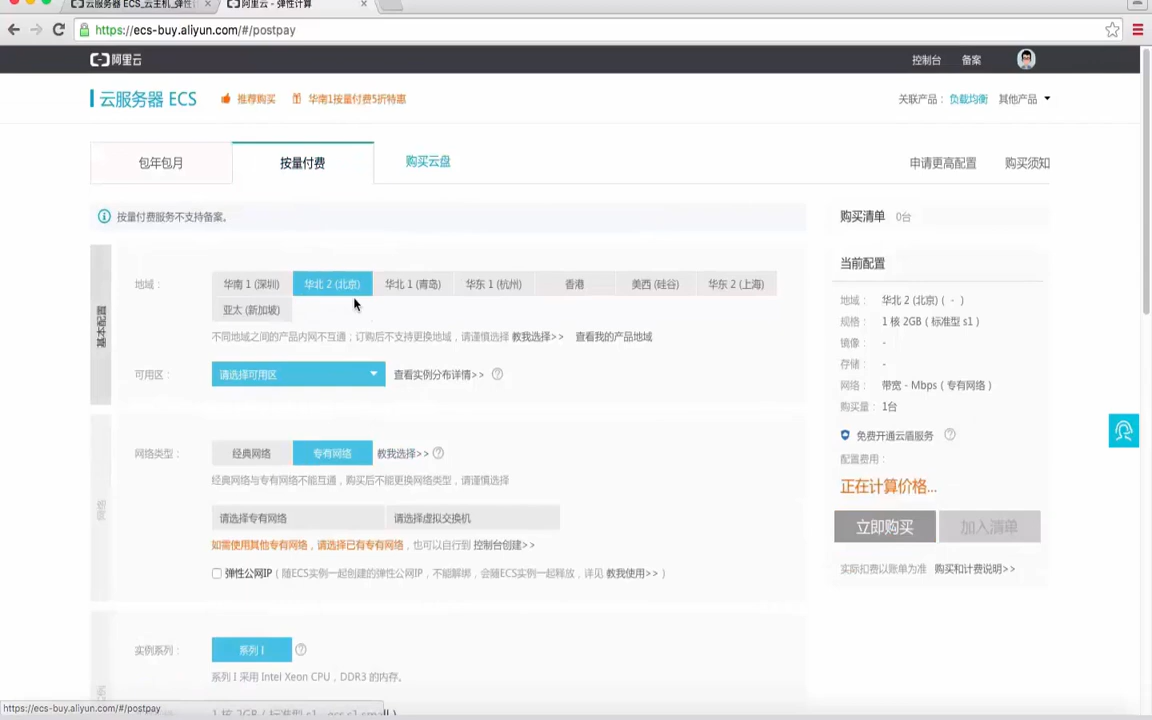 云服务器 ECS_云主机_弹性
阿里云 - 弹性计算
https://ecs-buy.aliyun.com/#/postpay
阿里云
控制台 备案
云服务器 ECS 推荐购买 华南1按量付费5折特惠
关联产品： 负载均衡 其他产品
包年包月 按量付费 购买云盘
申请更高配置 购买须知
按量付费服务不支持备案。
基本配置
地域： 华南 1 (深圳) 华北 2 (北京) 华北 1 (青岛) 华东 1 (杭州) 香港 美西 (硅谷) 华东 2 (上海)
亚太 (新加坡)
不同地域之间的产品内网不互通；订购后不支持更换地域，请谨慎选择 教我选择>> 查看我的产品地域
可用区： 请选择可用区 查看实例分布详情>>
网络
网络类型： 经典网络 专有网络 教我选择>>
经典网络与专有网络不能互通，购买后不能更换网络类型，请谨慎选择
请选择专有网络 请选择虚拟交换机
如需使用其他专有网络，请选择已有专有网络，也可以自行到 控制台创建>>
弹性公网IP ( 随ECS实例一起创建的弹性公网IP，不能解绑，会随ECS实例一起释放，详见 教我使用>> )
实例系列： 系列 I
系列 I 采用 Intel Xeon CPU，DDR3 的内存。
1 核 2GB ( 标准型 s1 , ecs.s1.small )
购买清单 0台
当前配置
地域： 华北 2 (北京) ( - )
规格： 1 核 2GB ( 标准型 s1 )
镜像： -
存储： -
网络： 带宽 - Mbps ( 专有网络 )
购买量： 1台
免费开通云盾服务
配置费用：
正在计算价格...
立即购买 加入清单
实际扣费以账单为准 购买和计费说明>>
https://ecs-buy.aliyun.com/#/postpay